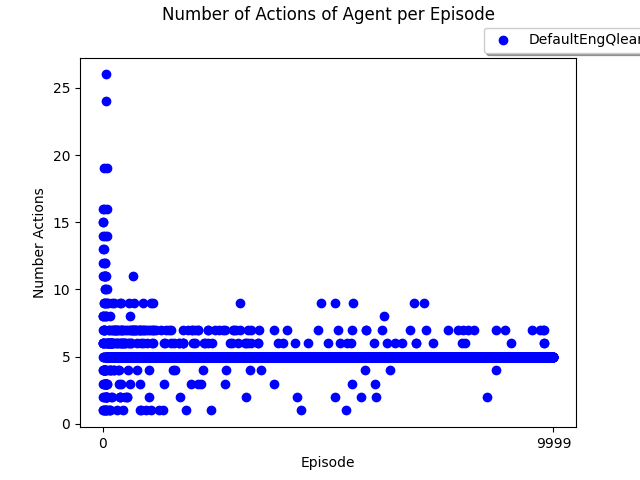 Number of Actions of Agent per Episode
DefaultEngQlear
Number Actions
25
20
15
10
5
0
0
9999
Episode